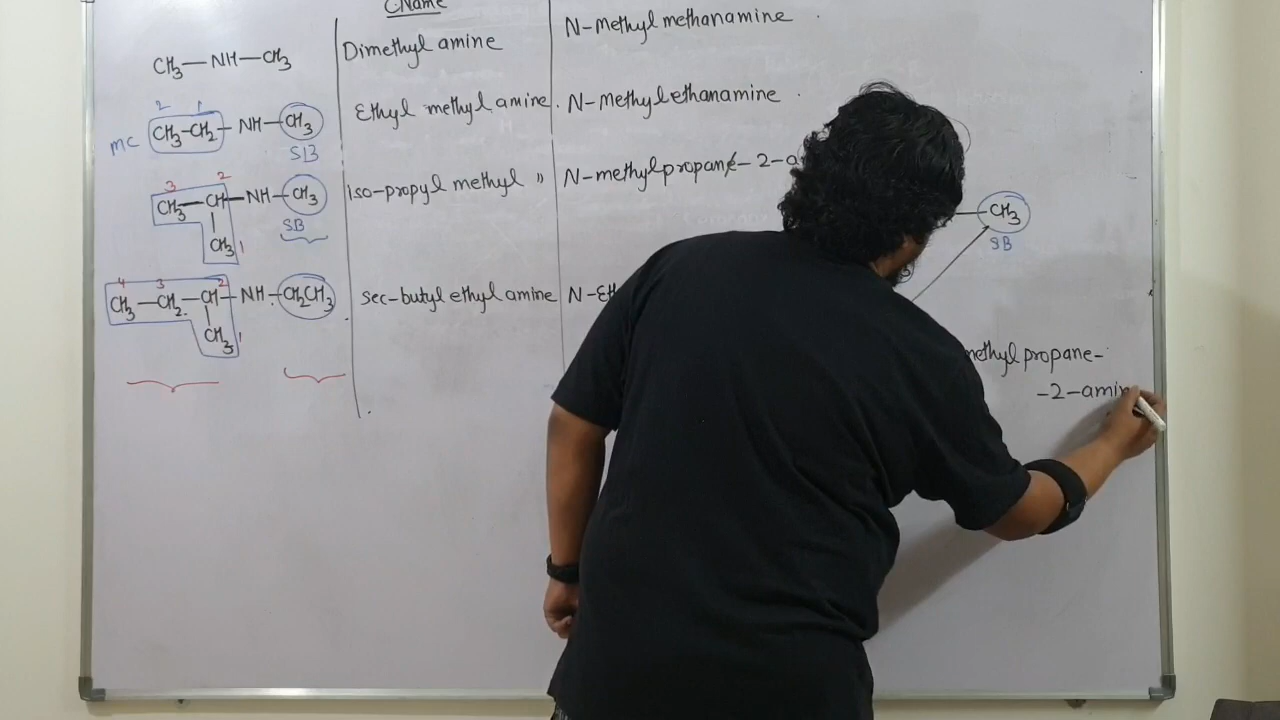 CName
CH3—NH—CH3 Dimethyl amine N-methyl methanamine .
2 1
mc CH3-CH2—NH—CH3 Ethyl methyl amine. N-methyl ethanamine .
SB
3 2
CH3—CH—NH—CH3 iso-propyl methyl " N-methyl propane-2-a
SB
CH3 1
4 3 2
CH3—CH2—CH—NH—CH2CH3 sec-butyl ethyl amine N-Et
CH3 1
CH3
SB
methyl propane-
-2-amin